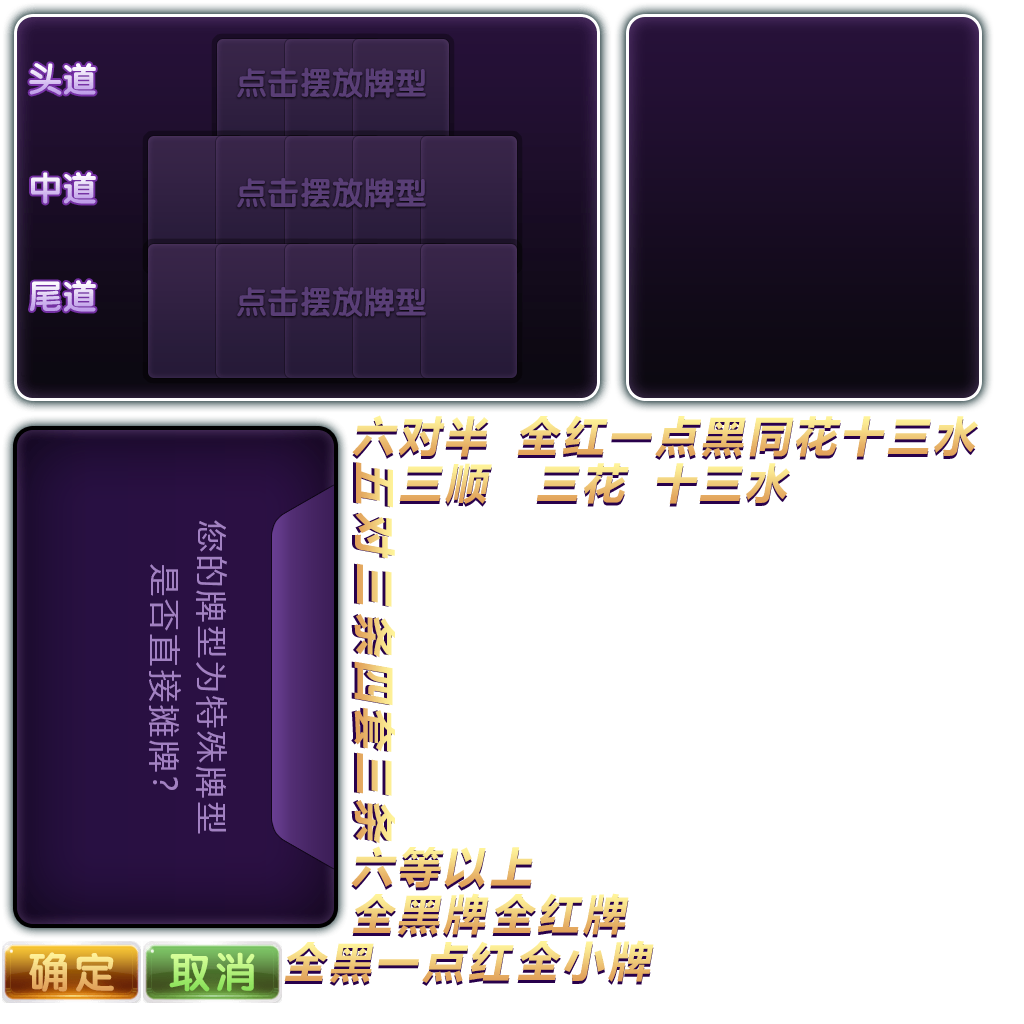 头道
点击摆放牌型
中道
点击摆放牌型
尾道
点击摆放牌型
您的牌型为特殊牌型
是否直接摊牌?
六对半 全红一点黑同花十三水
五对三条四套三条
三顺 三花 十三水
六等以上
全黑牌全红牌
全黑一点红全小牌
确定
取消